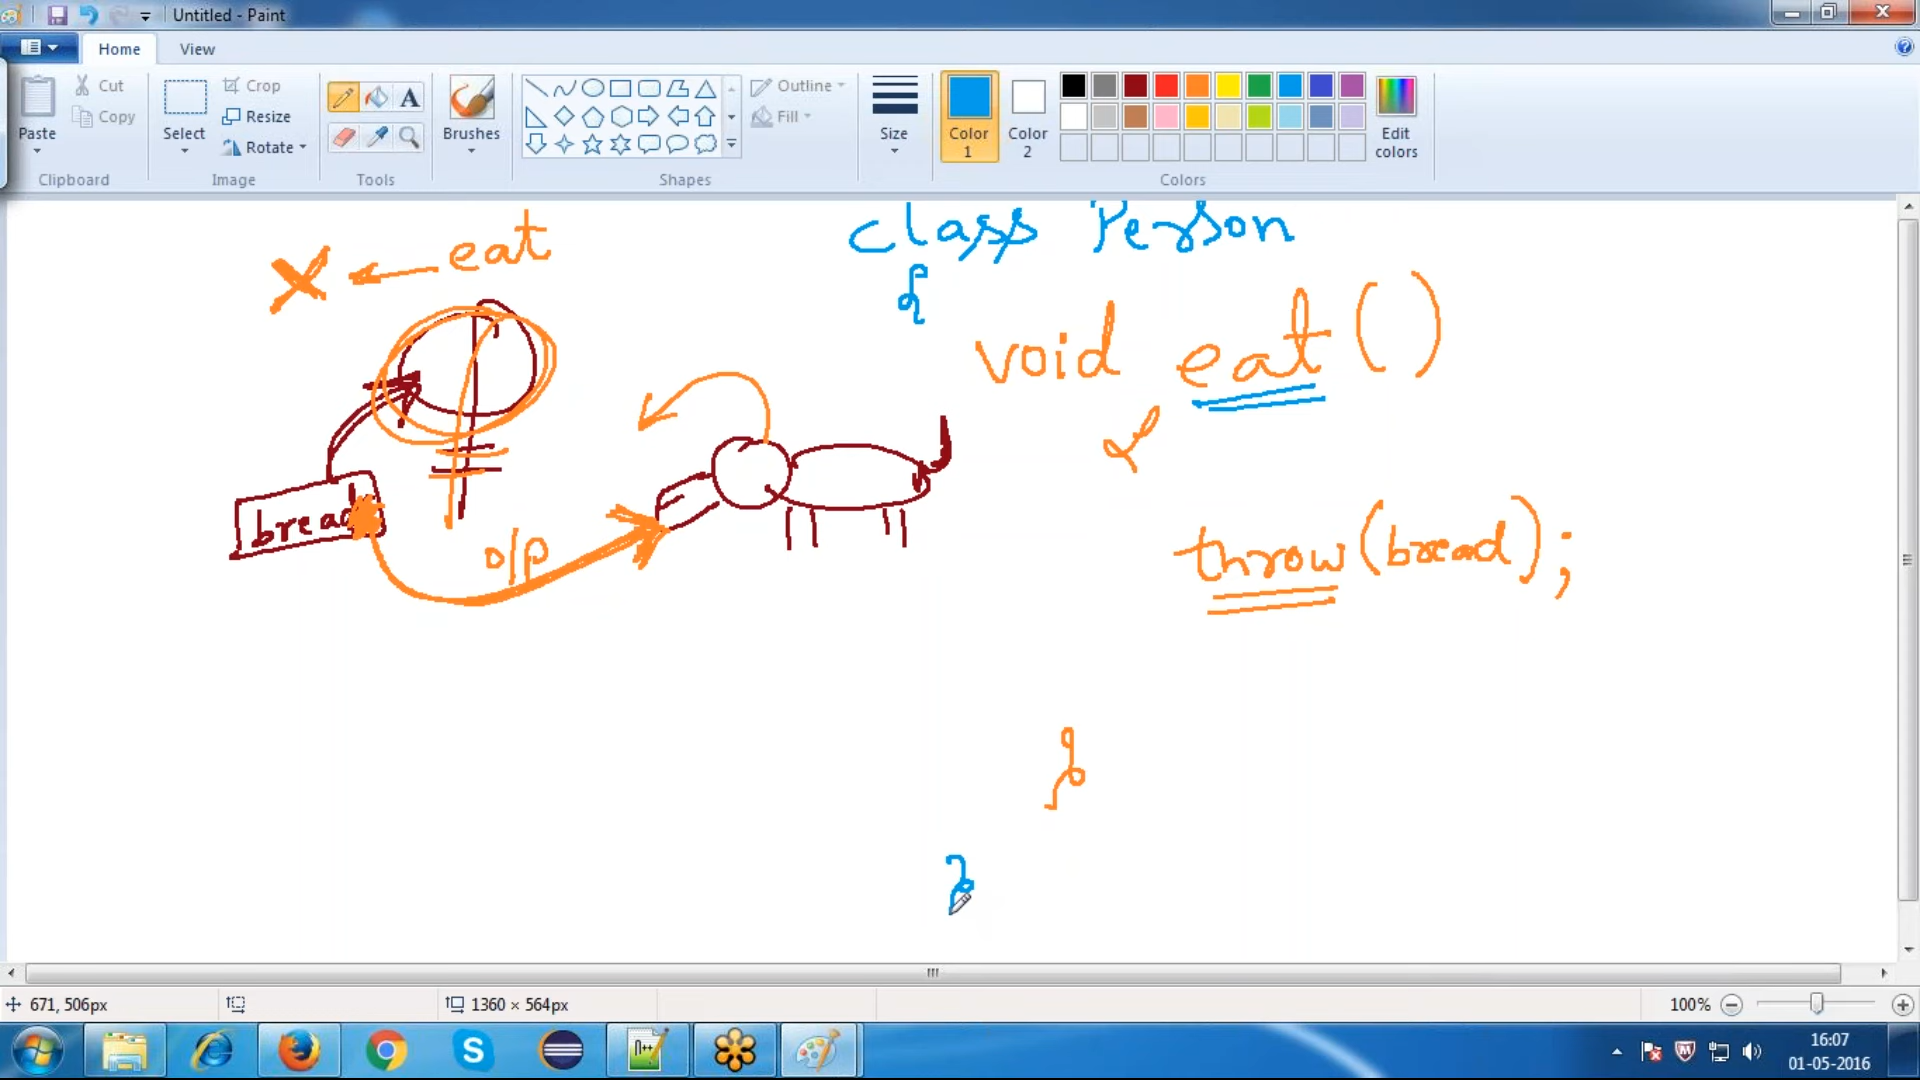 Untitled - Paint
Home View
Cut
Copy
Paste
Clipboard
Select
Crop
Resize
Rotate
Image
A
Tools
Brushes
Shapes
Outline
Fill
Size
Color 1
Color 2
Edit colors
Colors
class Person
{
X ← eat
void eat ()
{
bread
o/p
throw(bread);
}
}
671, 506px
1360 × 564px
100%
S
N++
M
16:07
01-05-2016